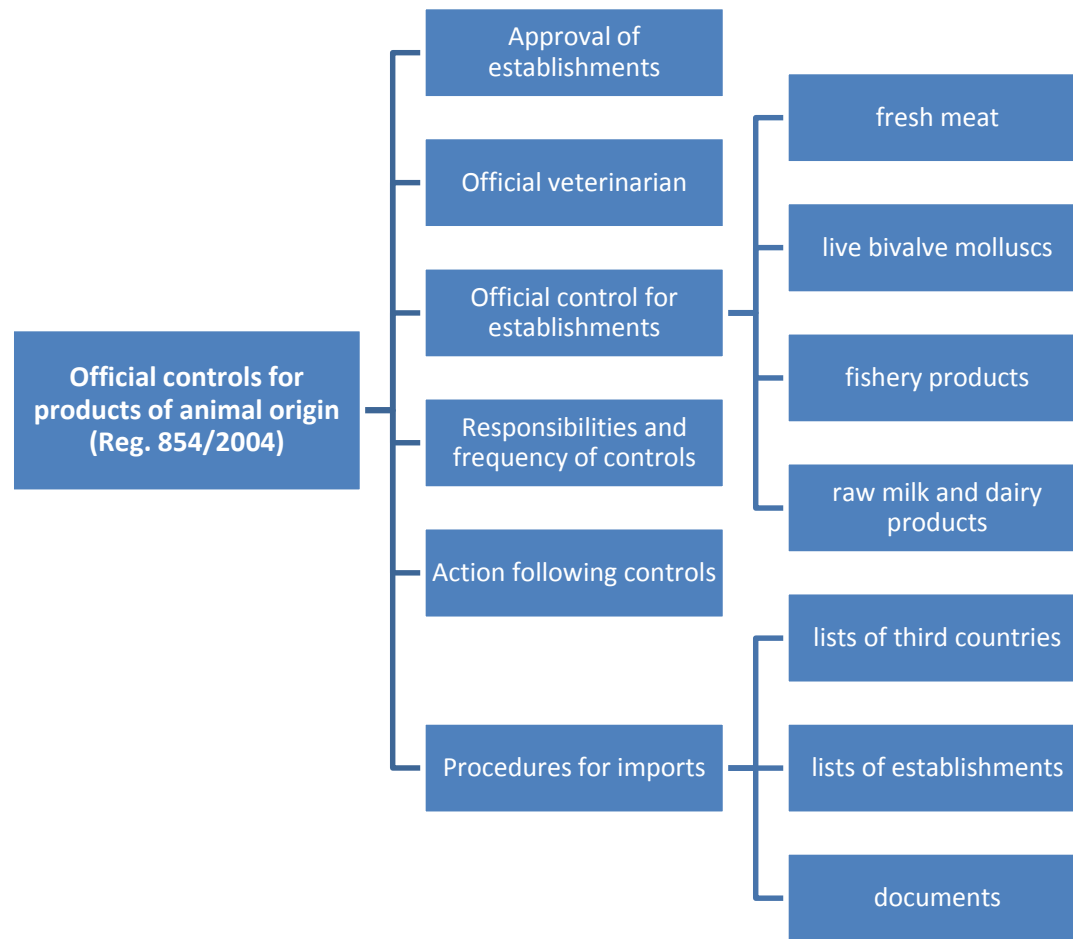 Official controls for
products of animal origin
(Reg. 854/2004)
Approval of
establishments
Official veterinarian
Official control for
establishments
Responsibilities and
frequency of controls
Action following controls
Procedures for imports
fresh meat
live bivalve molluscs
fishery products
raw milk and dairy
products
lists of third countries
lists of establishments
documents